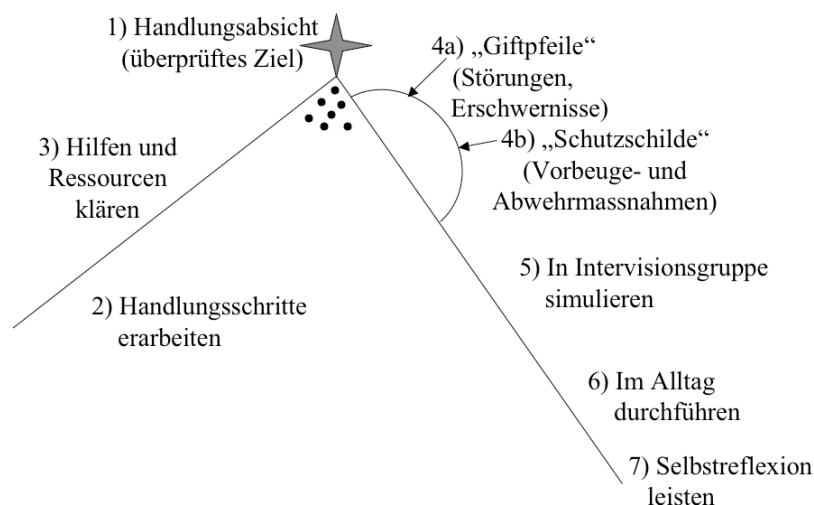 1) Handlungsabsicht
(überprüftes Ziel)
4a) „Giftpfeile“
(Störungen,
Erschwernisse)
4b) „Schutzschilde“
(Vorbeuge- und
Abwehrmassnahmen)
3) Hilfen und
Ressourcen
klären
2) Handlungsschritte
erarbeiten
5) In Intervisionsgruppe
simulieren
6) Im Alltag
durchführen
7) Selbstreflexion
leisten